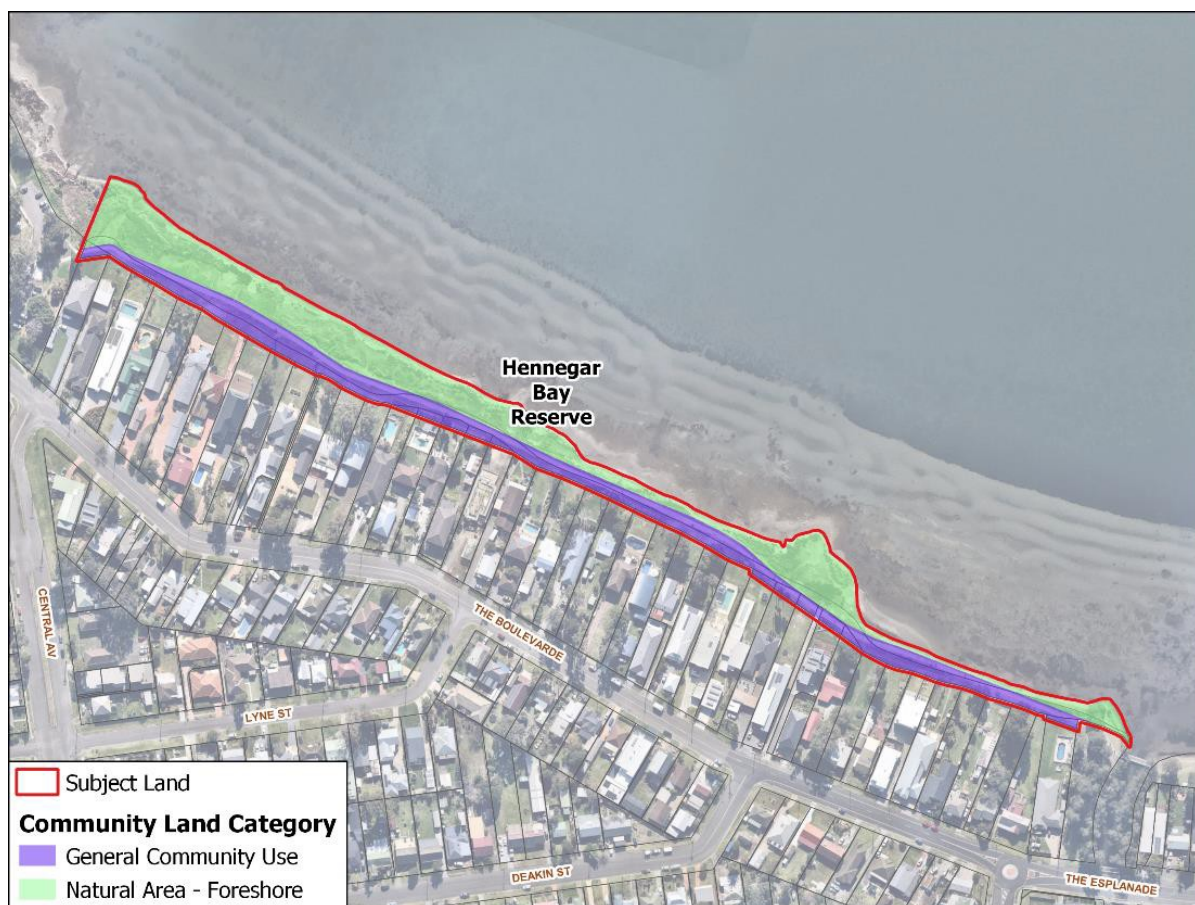 Hennegar
Bay
Reserve
CENTRAL AV
THE BOULEVARDE
LYNE ST
DEAKIN ST
THE ESPLANADE
Subject Land
Community Land Category
General Community Use
Natural Area - Foreshore